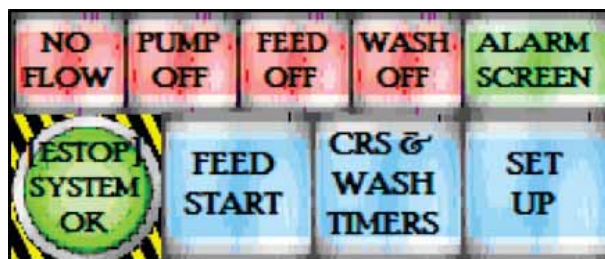 NO
FLOW
PUMP
OFF
FEED
OFF
WASH
OFF
ALARM
SCREEN
[ESTOP]
SYSTEM
OK
FEED
START
CRS &
WASH
TIMERS
SET
UP